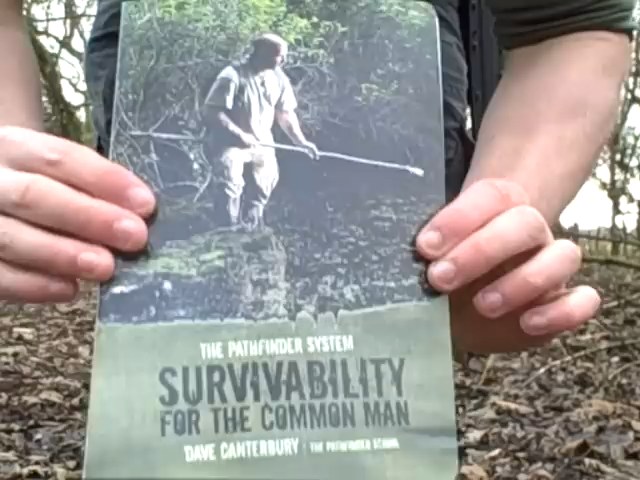 THE PATHFINDER SYSTEM
SURVIVABILITY
FOR THE COMMON MAN
DAVE CANTERBURY · THE PATHFINDER SCHOOL